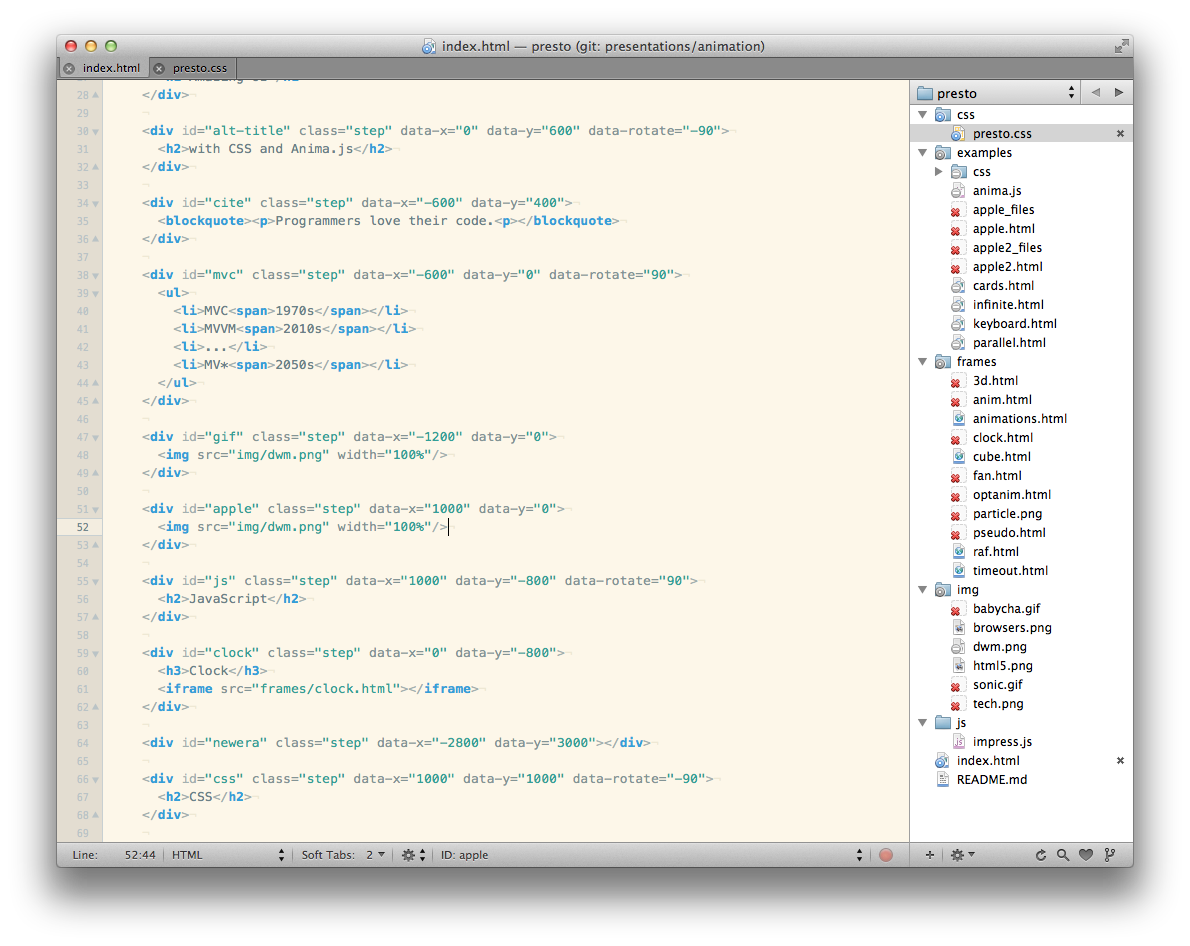 index.html — presto (git: presentations/animation)
index.html
presto.css
28 </div>
29
30 <div id="alt-title" class="step" data-x="0" data-y="600" data-rotate="-90">
31 <h2>with CSS and Anima.js</h2>
32 </div>
33
34 <div id="cite" class="step" data-x="-600" data-y="400">
35 <blockquote><p>Programmers love their code.<p></blockquote>
36 </div>
37
38 <div id="mvc" class="step" data-x="-600" data-y="0" data-rotate="90">
39 <ul>
40 <li>MVC<span>1970s</span></li>
41 <li>MVVM<span>2010s</span></li>
42 <li>...</li>
43 <li>MV*<span>2050s</span></li>
44 </ul>
45 </div>
46
47 <div id="gif" class="step" data-x="-1200" data-y="0">
48 <img src="img/dwm.png" width="100%"/>
49 </div>
50
51 <div id="apple" class="step" data-x="1000" data-y="0">
52 <img src="img/dwm.png" width="100%"/>
53 </div>
54
55 <div id="js" class="step" data-x="1000" data-y="-800" data-rotate="90">
56 <h2>JavaScript</h2>
57 </div>
58
59 <div id="clock" class="step" data-x="0" data-y="-800">
60 <h3>Clock</h3>
61 <iframe src="frames/clock.html"></iframe>
62 </div>
63
64 <div id="newera" class="step" data-x="-2800" data-y="3000"></div>
65
66 <div id="css" class="step" data-x="1000" data-y="1000" data-rotate="-90">
67 <h2>CSS</h2>
68 </div>
69
Line: 52:44 HTML Soft Tabs: 2 ID: apple
presto
css
presto.css
examples
css
anima.js
apple_files
apple.html
apple2_files
apple2.html
cards.html
infinite.html
keyboard.html
parallel.html
frames
3d.html
anim.html
animations.html
clock.html
cube.html
fan.html
optanim.html
particle.png
pseudo.html
raf.html
timeout.html
img
babycha.gif
browsers.png
dwm.png
html5.png
sonic.gif
tech.png
js
impress.js
index.html
README.md